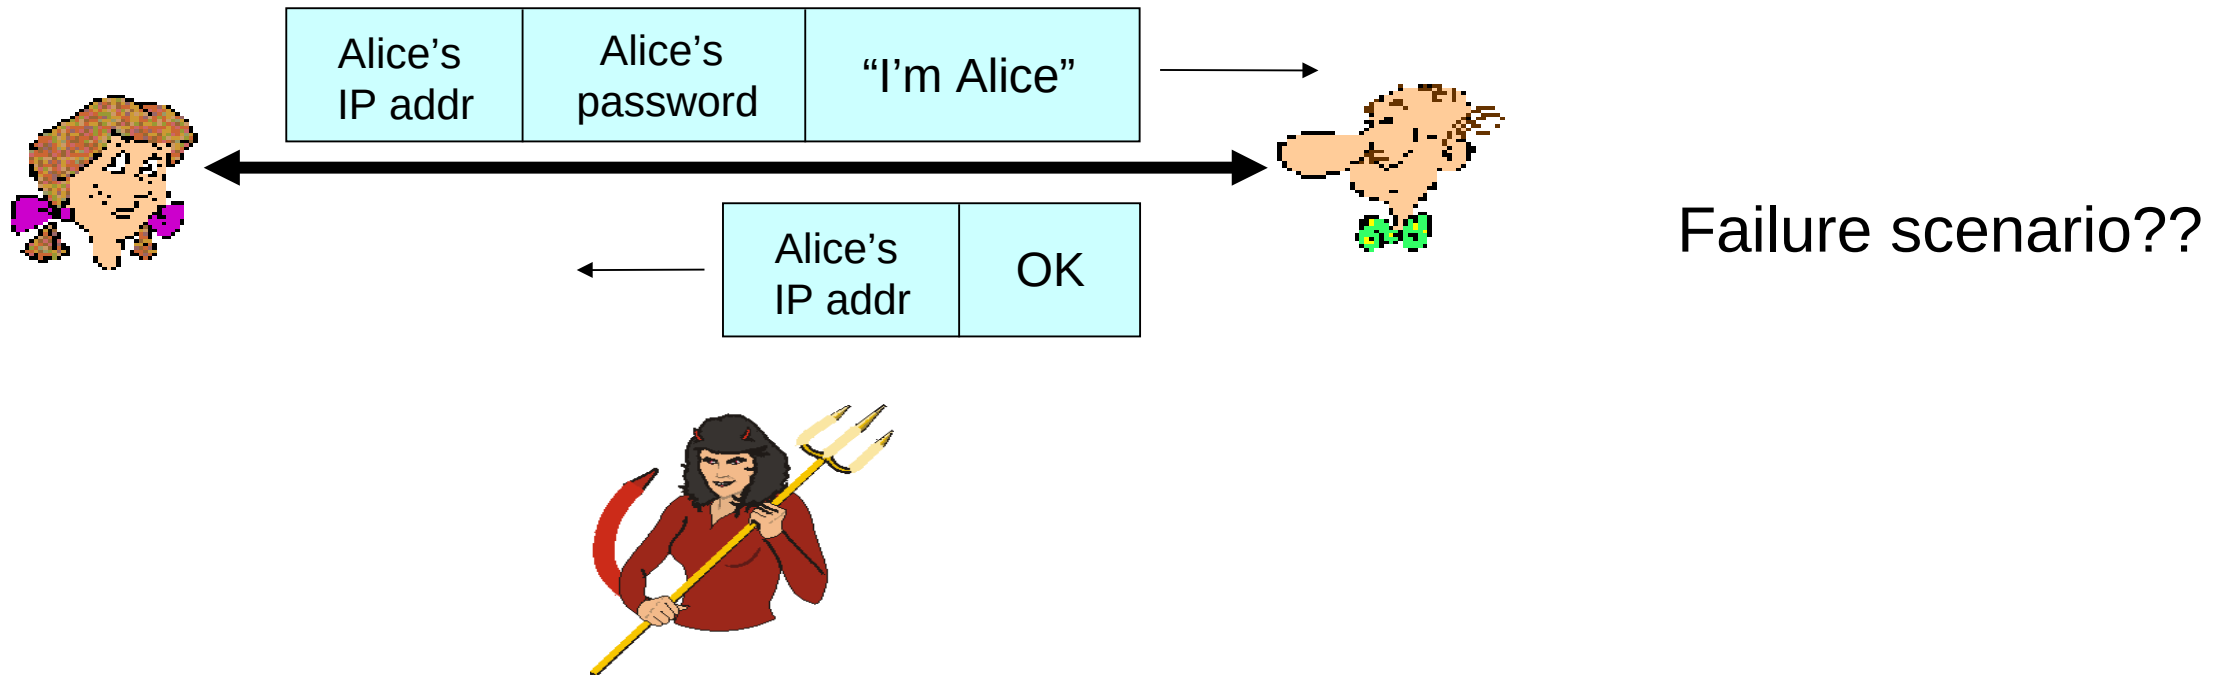 Alice’s
IP addr
Alice’s
password
“I’m Alice”
Alice’s
IP addr
OK
Failure scenario??